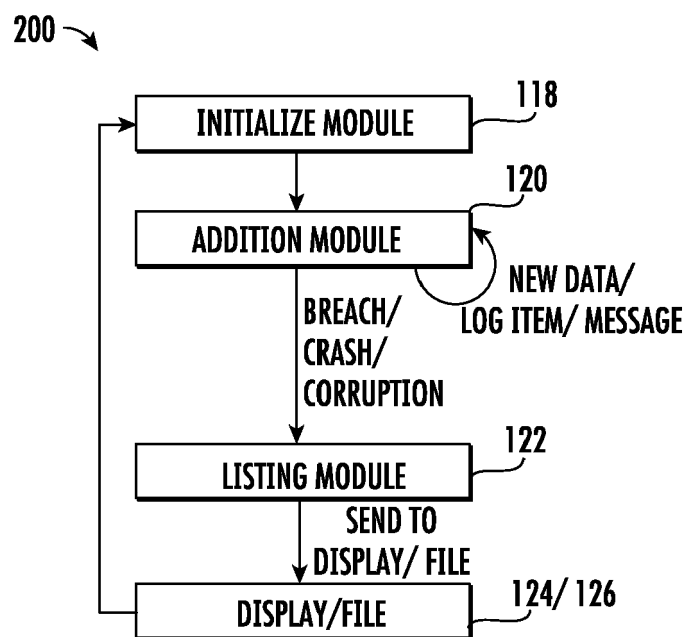 200
118
INITIALIZE MODULE
120
ADDITION MODULE
NEW DATA/
LOG ITEM/ MESSAGE
BREACH/
CRASH/
CORRUPTION
122
LISTING MODULE
SEND TO
DISPLAY/ FILE
DISPLAY/FILE
124/ 126